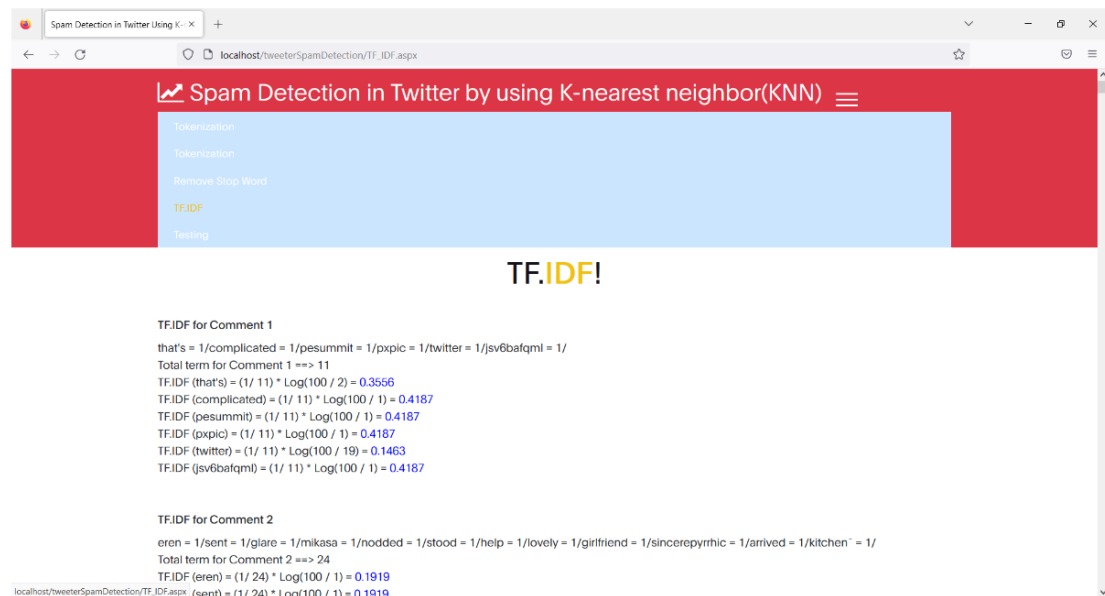 Spam Detection in Twitter Using K-
localhost/tweeterSpamDetection/TF_IDF.aspx
Spam Detection in Twitter by using K-nearest neighbor(KNN)
Tokenization
Tokenization
Remove Stop Word
TF.IDF
Testing
TF.IDF!
TF.IDF for Comment 1
that's = 1/complicated = 1/pesummit = 1/pxpic = 1/twitter = 1/jsv6bafqml = 1/
Total term for Comment 1 ==> 11
TF.IDF (that's) = (1/ 11) * Log(100 / 2) = 0.3556
TF.IDF (complicated) = (1/ 11) * Log(100 / 1) = 0.4187
TF.IDF (pesummit) = (1/ 11) * Log(100 / 1) = 0.4187
TF.IDF (pxpic) = (1/ 11) * Log(100 / 1) = 0.4187
TF.IDF (twitter) = (1/ 11) * Log(100 / 19) = 0.1463
TF.IDF (jsv6bafqml) = (1/ 11) * Log(100 / 1) = 0.4187
TF.IDF for Comment 2
eren = 1/sent = 1/glare = 1/mikasa = 1/nodded = 1/stood = 1/help = 1/lovely = 1/girlfriend = 1/sincerepyrrhic = 1/arrived = 1/kitchen¨ = 1/
Total term for Comment 2 ==> 24
TF.IDF (eren) = (1/ 24) * Log(100 / 1) = 0.1919
(sent) = (1/ 24) * Log(100 / 1) = 0.1919
localhost/tweeterSpamDetection/TF_IDF.aspx